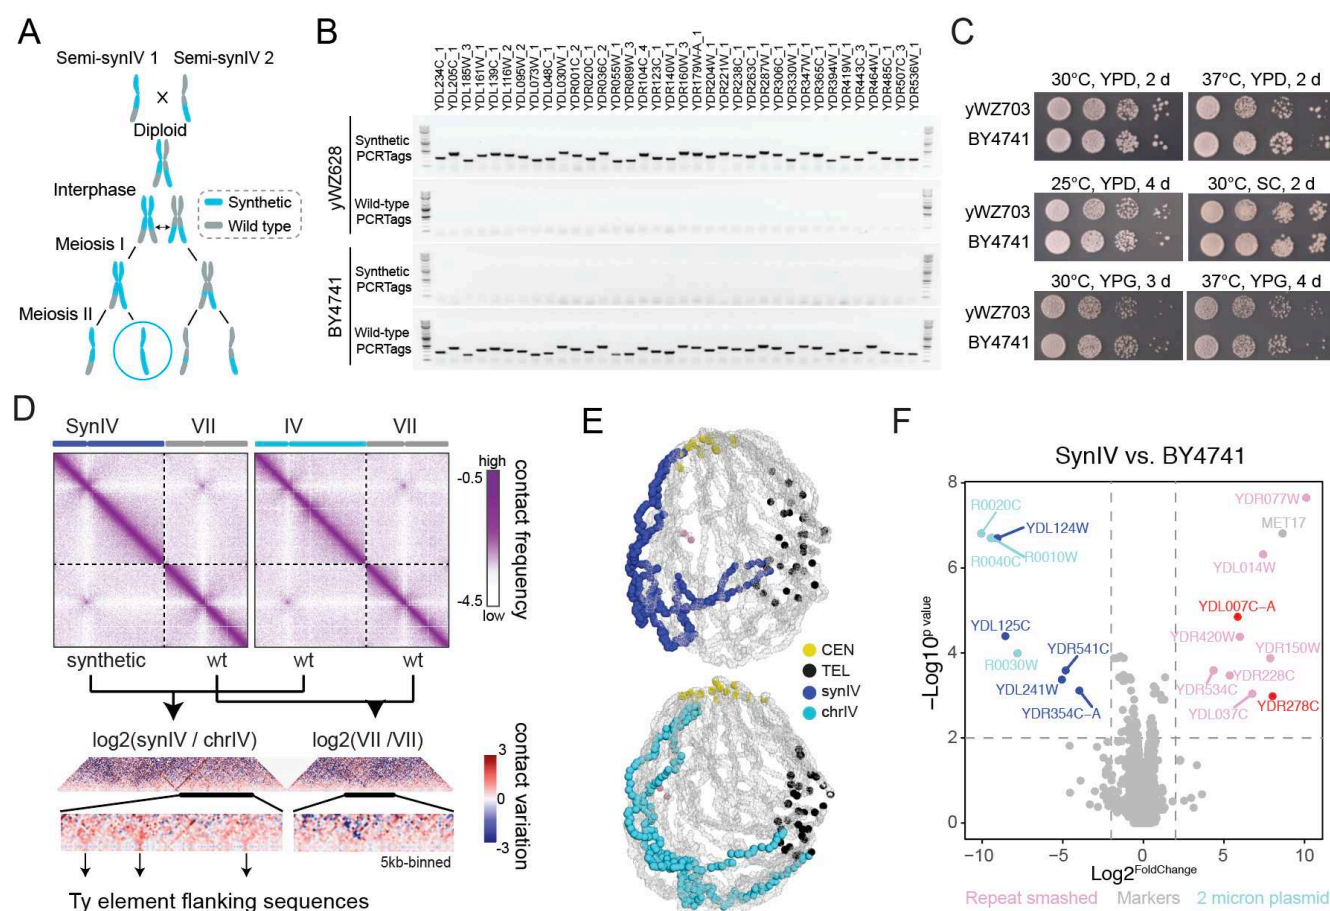 A
Semi-synIV 1
Semi-synIV 2
×
Diploid
Interphase
Synthetic
Wild type
Meiosis I
Meiosis II
B
YDL234C_1
YDL205C_1
YDL185W_3
YDL161W_1
YDL139C_1
YDL116W_2
YDL095W_2
YDL073W_1
YDL048C_1
YDL030W_1
YDR001C_2
YDR020C_1
YDR036C_2
YDR055W_1
YDR089W_3
YDR104C_4
YDR123C_1
YDR140W_1
YDR160W_3
YDR179W-A_1
YDR204W_1
YDR221W_1
YDR238C_1
YDR263C_1
YDR287W_1
YDR306C_1
YDR330W_1
YDR347W_1
YDR365C_1
YDR394W_1
YDR419W_1
YDR443C_3
YDR464W_1
YDR485C_1
YDR507C_3
YDR536W_1
yWZ628
Synthetic
PCRTags
Wild-type
PCRTags
BY4741
Synthetic
PCRTags
Wild-type
PCRTags
C
30°C, YPD, 2 d
37°C, YPD, 2 d
yWZ703
BY4741
25°C, YPD, 4 d
30°C, SC, 2 d
yWZ703
BY4741
30°C, YPG, 3 d
37°C, YPG, 4 d
yWZ703
BY4741
D
SynIV
VII
IV
VII
high
-0.5
-4.5
low
contact frequency
synthetic
wt
wt
log2(synIV / chrIV)
log2(VII /VII)
3
0
-3
contact variation
5kb-binned
Ty element flanking sequences
E
CEN
TEL
synIV
chrIV
F
SynIV vs. BY4741
−Log10p value
8
6
4
2
0
R0020C
YDL124W
R0040C
R0010W
YDL125C
R0030W
YDR541C
YDL241W
YDR354C−A
YDR077W
MET17
YDL014W
YDL007C−A
YDR420W
YDR150W
YDR228C
YDR534C
YDL037C
YDR278C
−10
−5
0
5
10
Log2FoldChange
Repeat smashed
Markers
2 micron plasmid